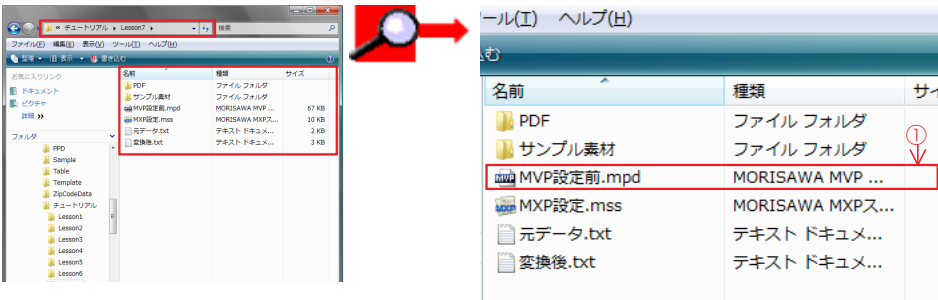 « チュートリアル ▸ Lesson7 ▸
検索
ファイル(F) 編集(E) 表示(V) ツール(T) ヘルプ(H)
整理 表示 書き込む
お気に入りリンク
ドキュメント
ピクチャ
詳細 »
フォルダ
PPD
Sample
Table
Template
ZipCodeData
チュートリアル
Lesson1
Lesson2
Lesson3
Lesson4
Lesson5
Lesson6
名前 種類 サイズ
PDF ファイル フォルダ
サンプル素材 ファイル フォルダ
MVP設定前.mpd MORISAWA MVP ... 67 KB
MXP設定.mss MORISAWA MXPス... 10 KB
元データ.txt テキスト ドキュメ... 2 KB
変換後.txt テキスト ドキュメ... 3 KB
ール(T) ヘルプ(H)
込む
名前 種類 サイ
PDF ファイル フォルダ
サンプル素材 ファイル フォルダ
①
MVP設定前.mpd MORISAWA MVP ...
MXP設定.mss MORISAWA MXPス...
元データ.txt テキスト ドキュメ...
変換後.txt テキスト ドキュメ...